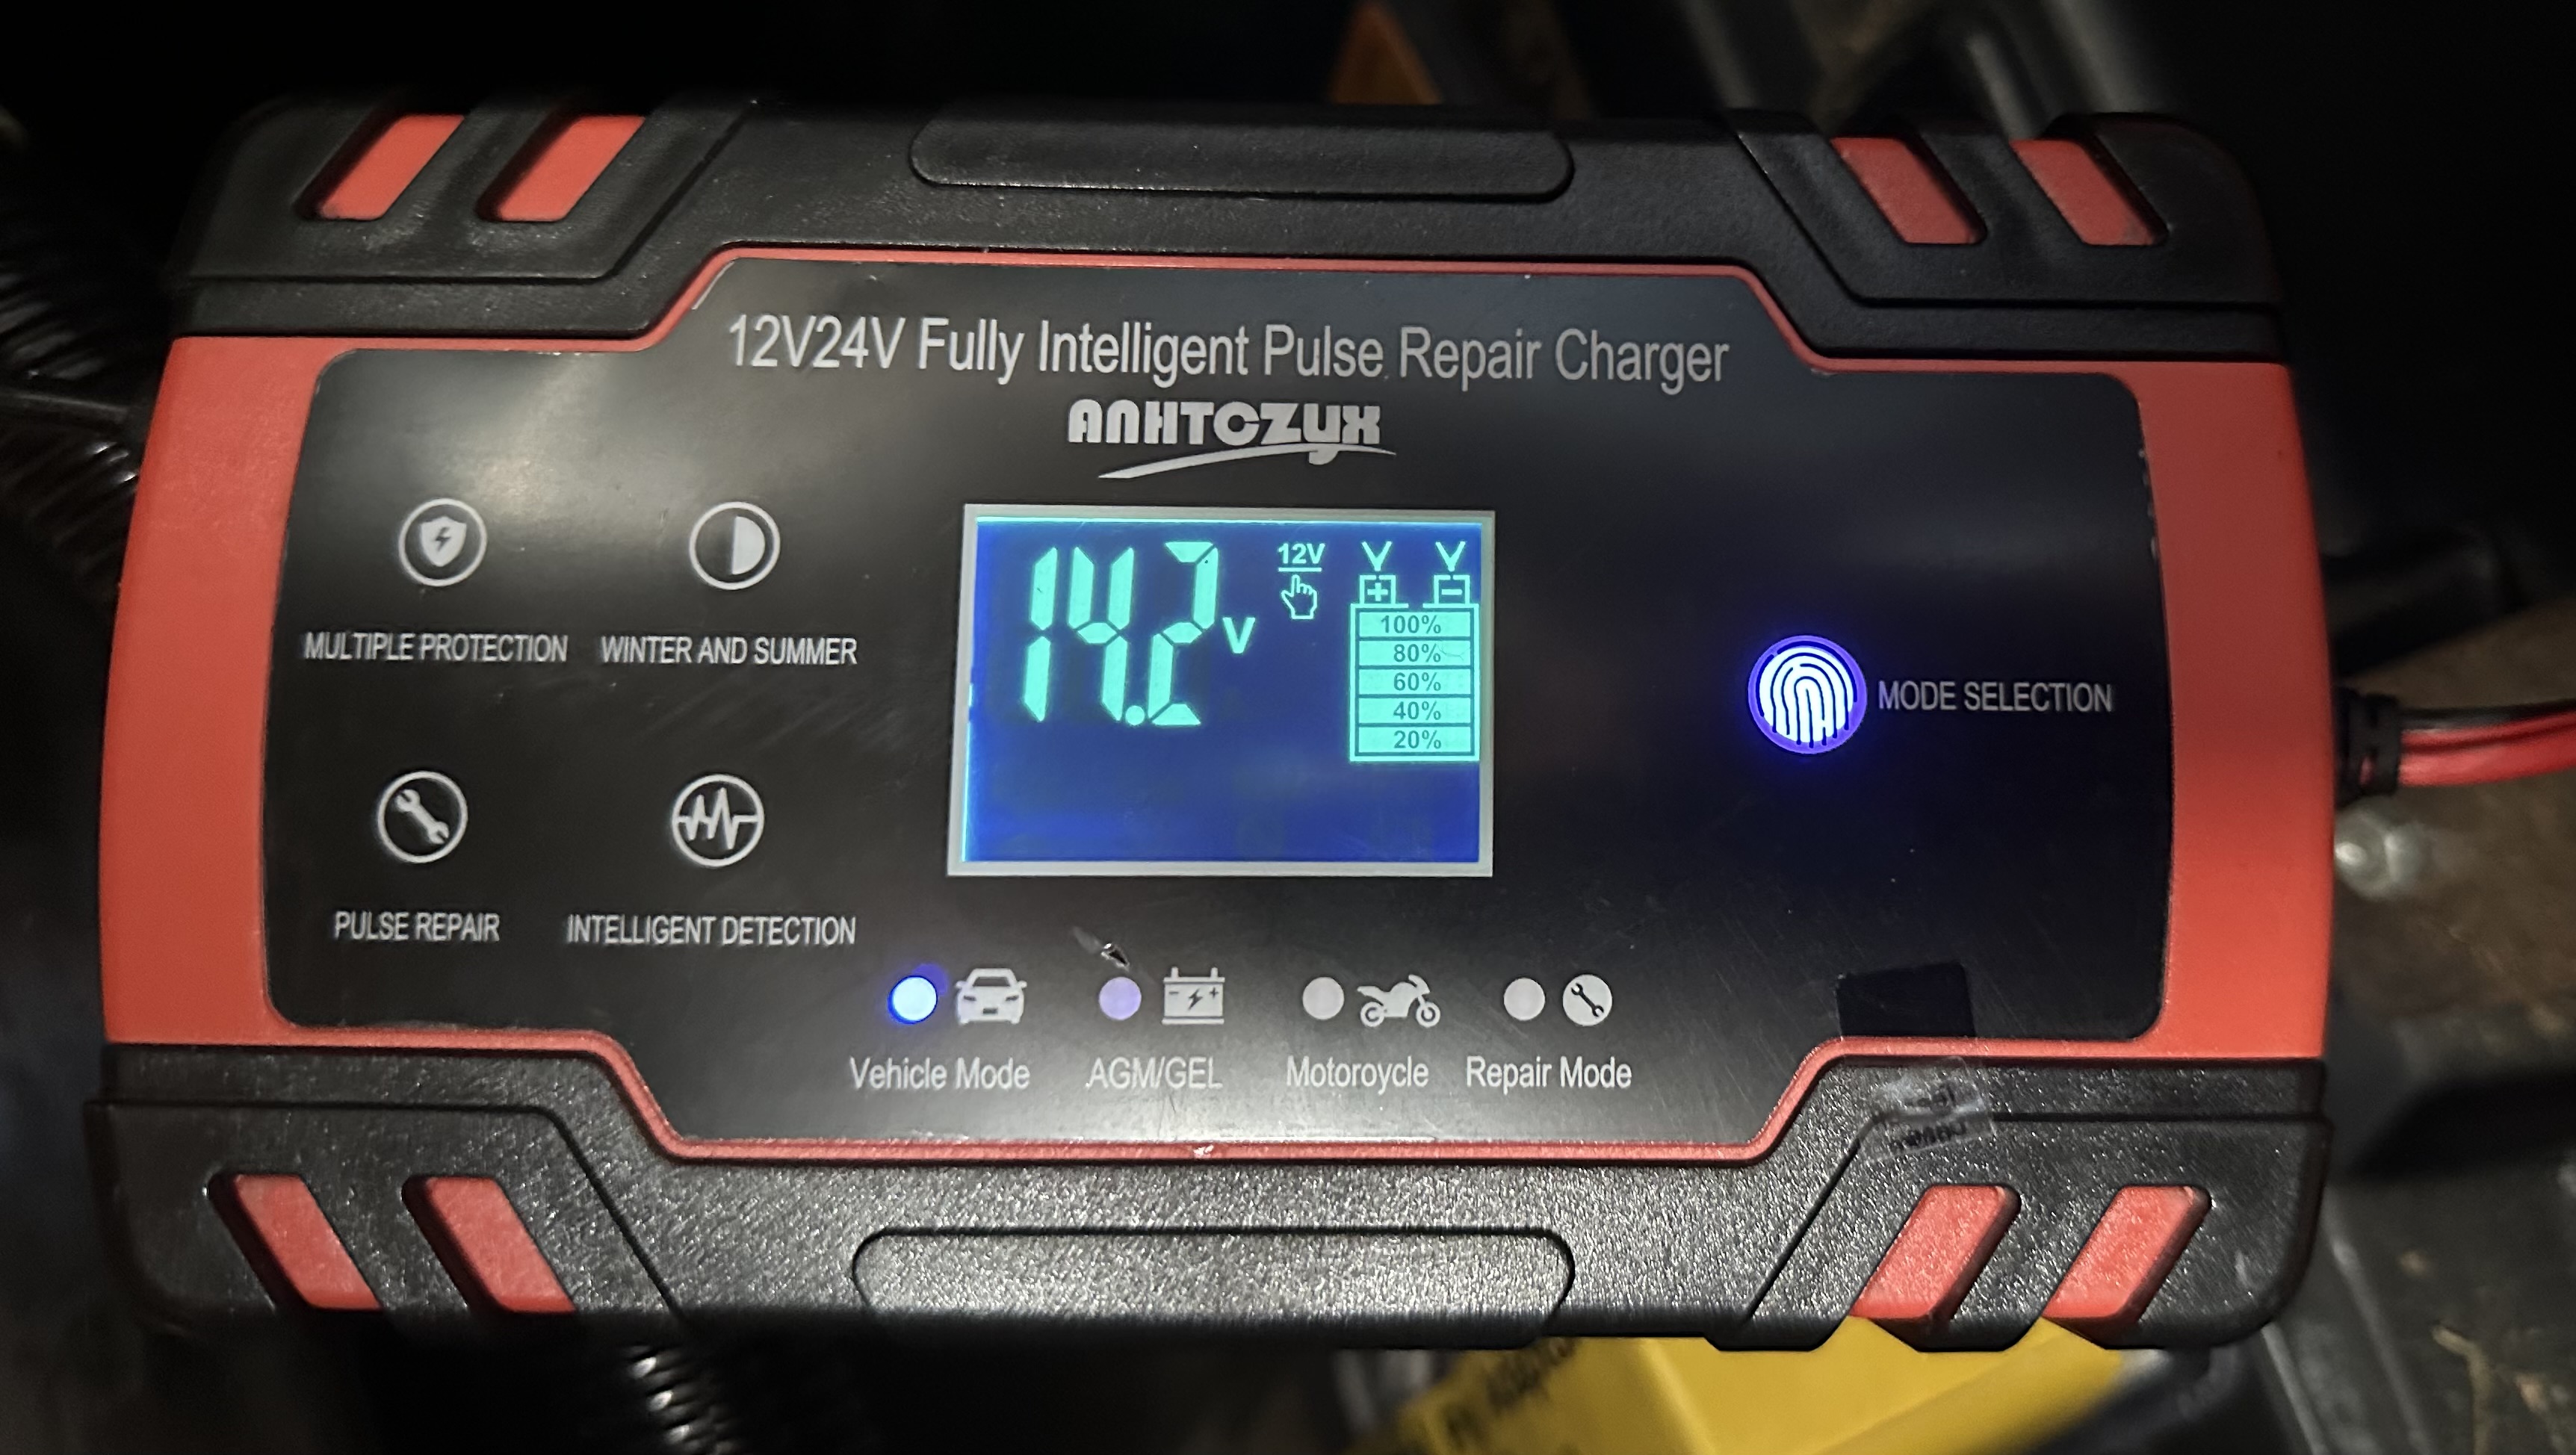 12V24V Fully Intelligent Pulse Repair Charger
ANHTCZYX
14.2 V
12V
+ -
100%
80%
60%
40%
20%
MULTIPLE PROTECTION
WINTER AND SUMMER
MODE SELECTION
PULSE REPAIR
INTELLIGENT DETECTION
Vehicle Mode
AGM/GEL
Motoroycle
Repair Mode